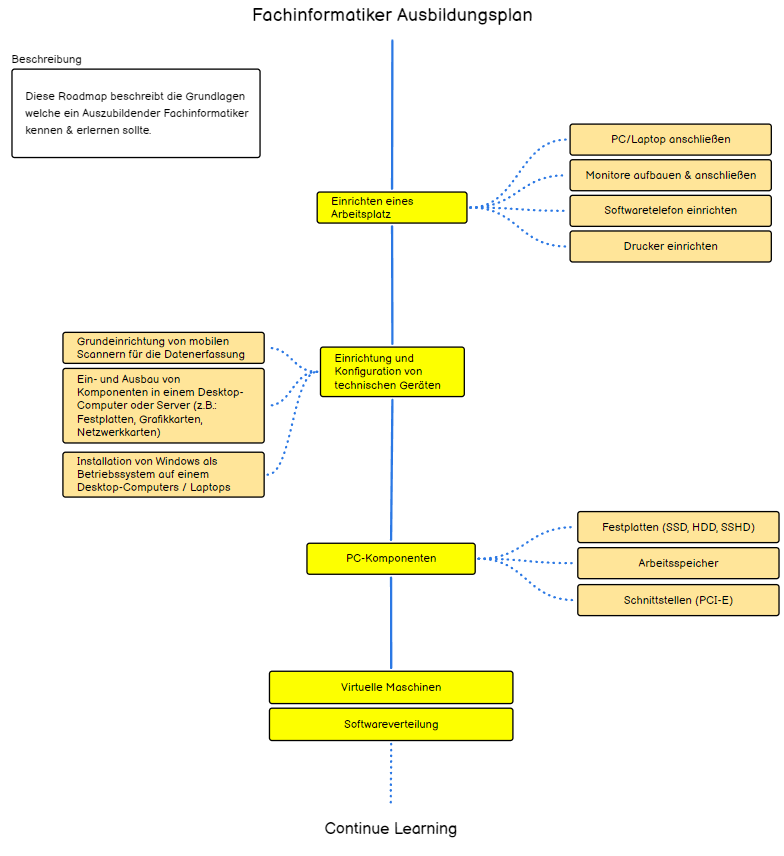 Fachinformatiker Ausbildungsplan
Beschreibung
Diese Roadmap beschreibt die Grundlagen
welche ein Auszubildender Fachinformatiker
kennen & erlernen sollte.
PC/Laptop anschließen
Monitore aufbauen & anschließen
Softwaretelefon einrichten
Drucker einrichten
Einrichten eines
Arbeitsplatz
Grundeinrichtung von mobilen
Scannern für die Datenerfassung
Ein- und Ausbau von
Komponenten in einem Desktop-
Computer oder Server (z.B.:
Festplatten, Grafikkarten,
Netzwerkkarten)
Installation von Windows als
Betriebssystem auf einem
Desktop-Computers / Laptops
Einrichtung und
Konfiguration von
technischen Geräten
Festplatten (SSD, HDD, SSHD)
Arbeitsspeicher
Schnittstellen (PCI-E)
PC-Komponenten
Virtuelle Maschinen
Softwareverteilung
Continue Learning